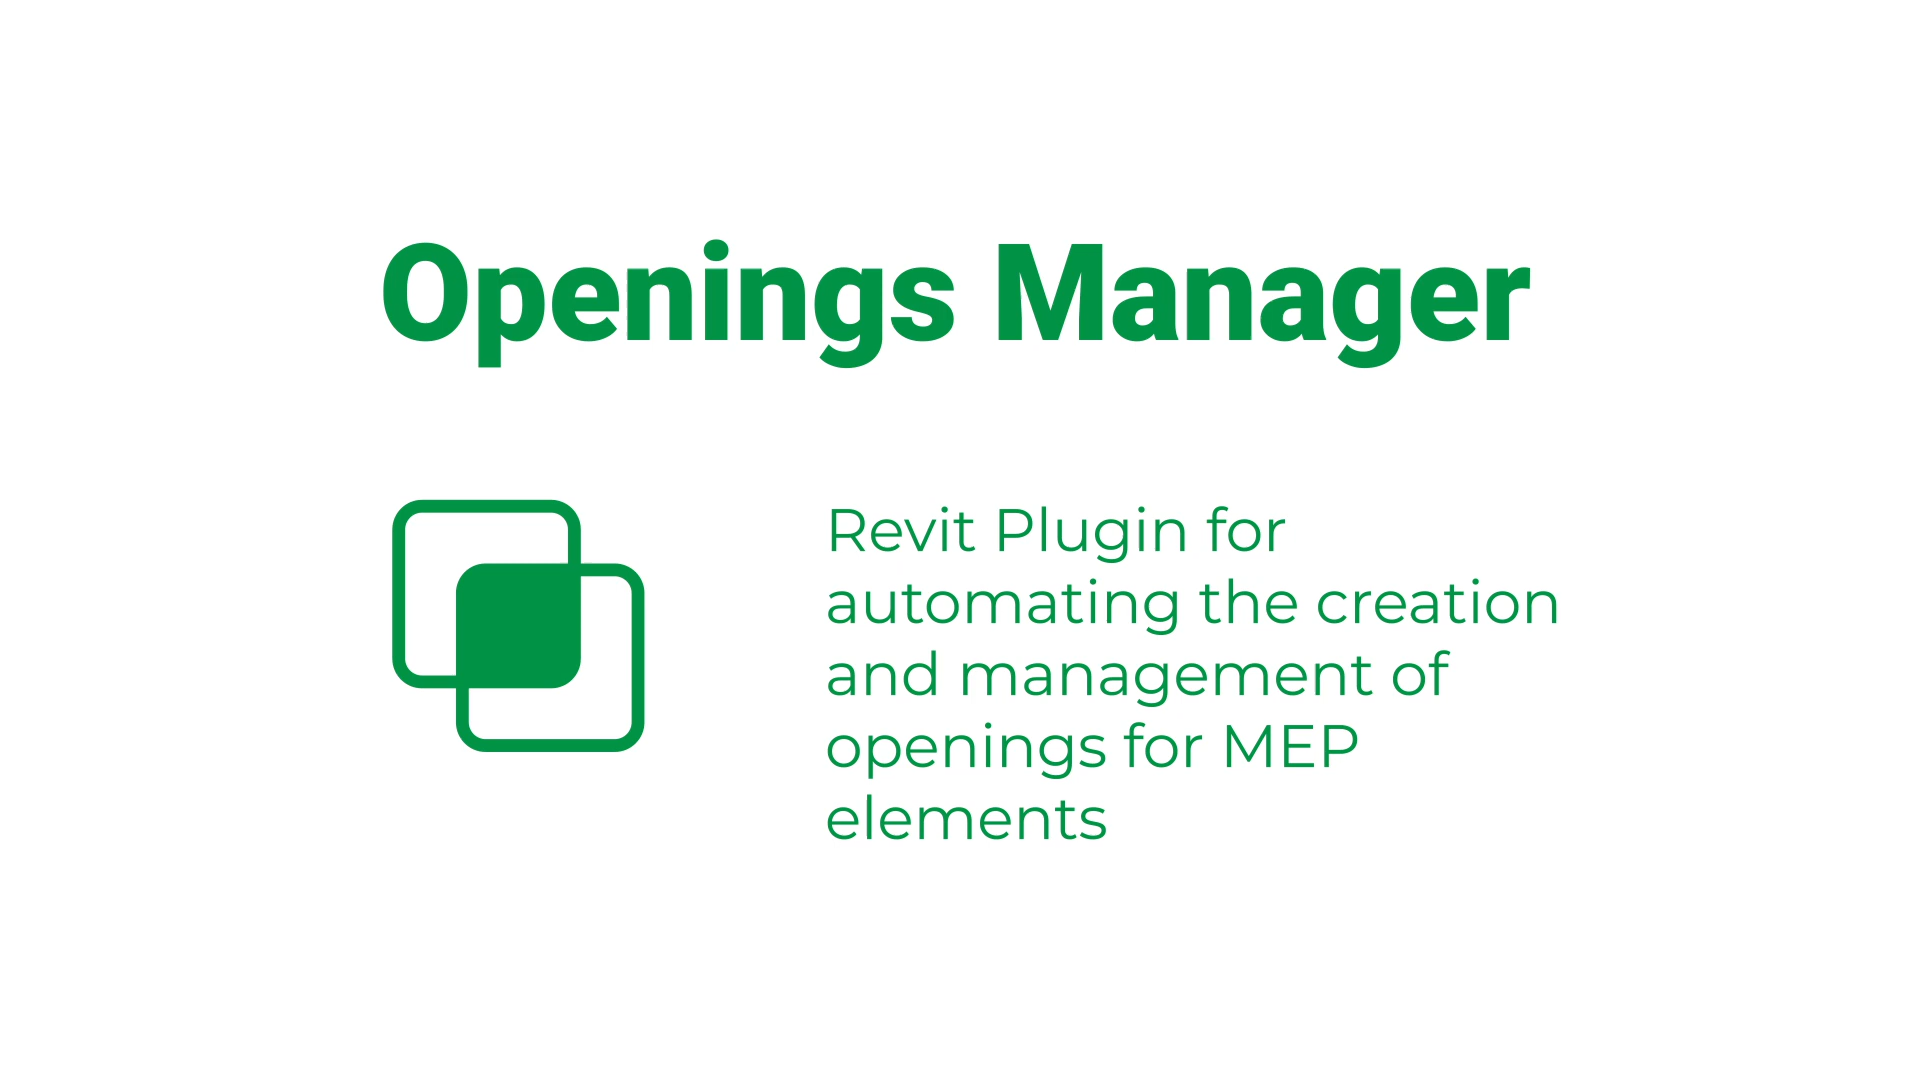 Openings Manager
Revit Plugin for
automating the creation
and management of
openings for MEP
elements